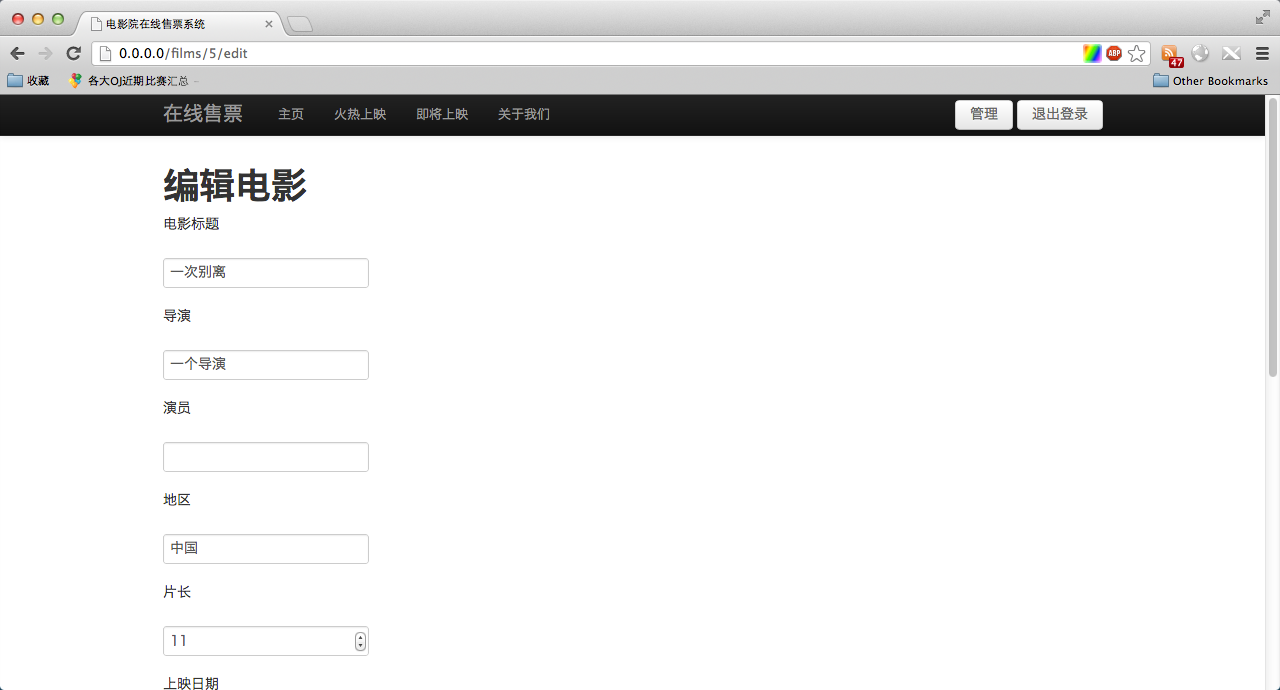 电影院在线售票系统
0.0.0.0/films/5/edit
ABP
47
收藏
各大OJ近期比赛汇总
Other Bookmarks
在线售票 主页 火热上映 即将上映 关于我们 管理 退出登录
编辑电影
电影标题
一次别离
导演
一个导演
演员
地区
中国
片长
11
上映日期